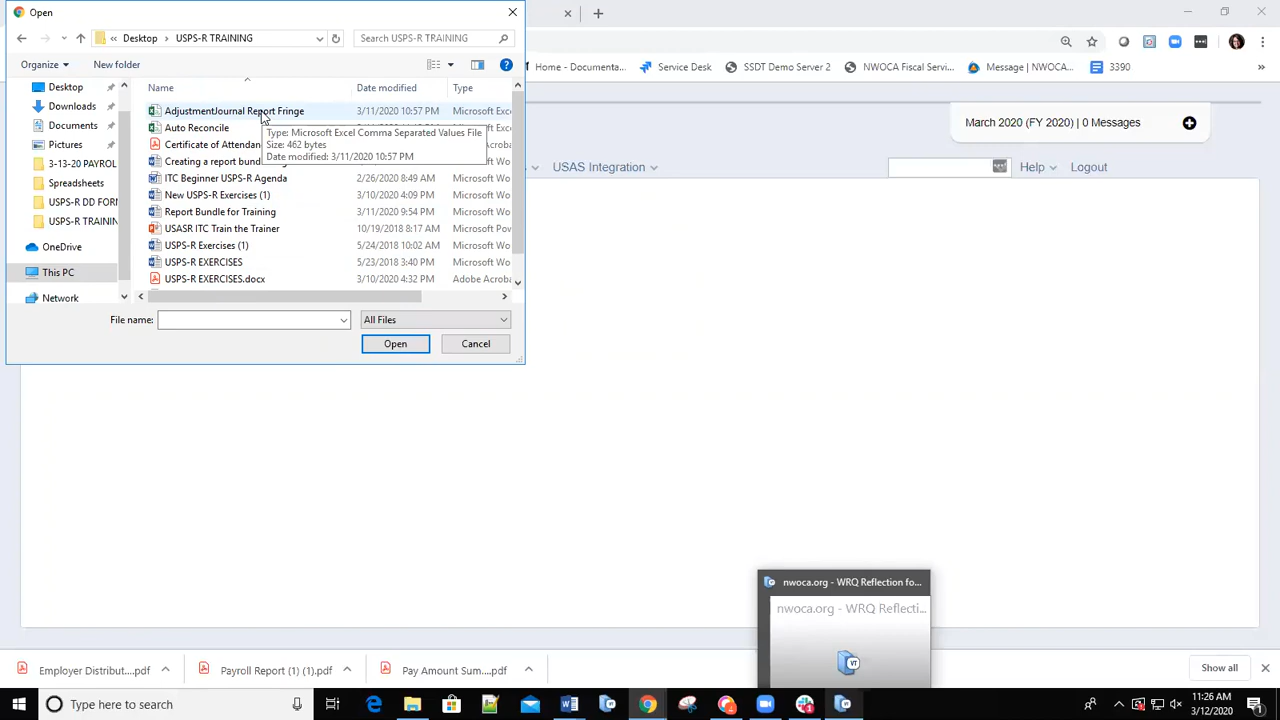 Open
Desktop
USPS-R TRAINING
Search USPS-R TRAINING
Organize
New folder
Home - Documenta...
Service Desk
SSDT Demo Server 2
NWOCA Fiscal Servi...
Message | NWOCA...
3390
»
Name
Date modified
Type
Desktop
Downloads
Documents
Pictures
3-13-20 PAYROL
Spreadsheets
USPS-R DD FORM
USPS-R TRAININ
OneDrive
This PC
Network
AdjustmentJournal Report Fringe 3/11/2020 10:57 PM Microsoft Exc
Auto Reconcile
Type: Microsoft Excel Comma Separated Values File
Size: 462 bytes
Date modified: 3/11/2020 10:57 PM
Certificate of Attendan
Creating a report bund
ITC Beginner USPS-R Agenda 2/26/2020 8:49 AM Microsoft Wo
New USPS-R Exercises (1) 3/10/2020 4:09 PM Microsoft Wo
Report Bundle for Training 3/11/2020 9:54 PM Microsoft Wo
USASR ITC Train the Trainer 10/19/2018 8:17 AM Microsoft Pow
USPS-R Exercises (1) 5/24/2018 10:02 AM Microsoft Wo
USPS-R EXERCISES 5/23/2018 3:40 PM Microsoft Wo
USPS-R EXERCISES.docx 3/10/2020 4:32 PM Adobe Acroba
File name:
All Files
Open
Cancel
March 2020 (FY 2020) | 0 Messages
USAS Integration
Help
Logout
nwoca.org - WRQ Reflection fo...
nwoca.org - WRQ Reflecti...
VT
Employer Distribut....pdf
Payroll Report (1) (1).pdf
Pay Amount Sum....pdf
Show all
Type here to search
11:26 AM
3/12/2020